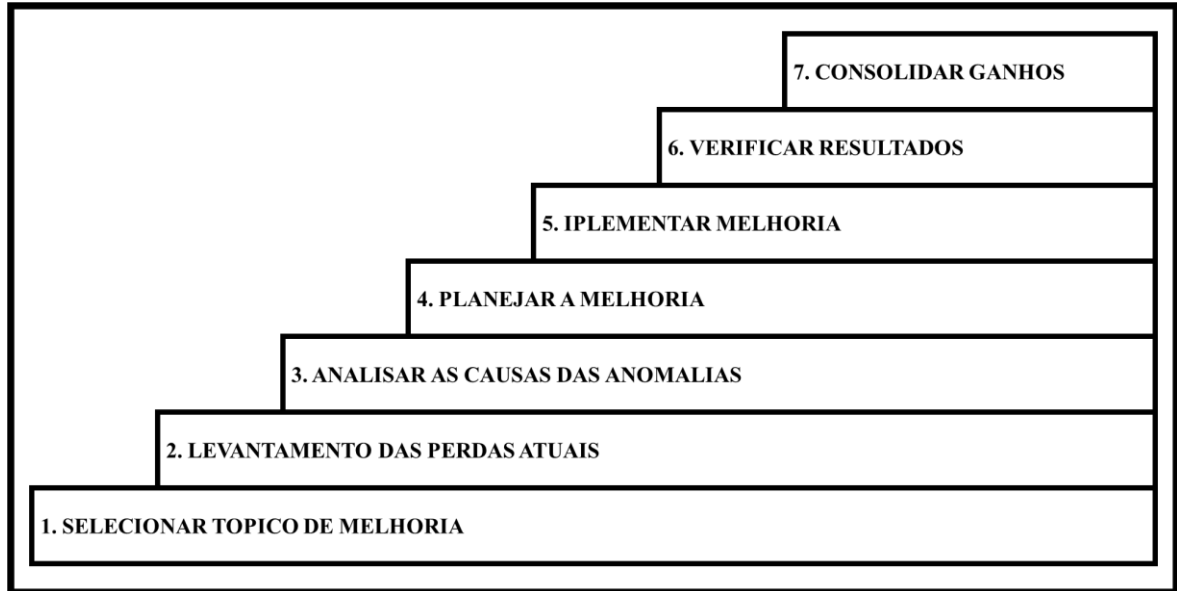 7. CONSOLIDAR GANHOS
6. VERIFICAR RESULTADOS
5. IPLEMENTAR MELHORIA
4. PLANEJAR A MELHORIA
3. ANALISAR AS CAUSAS DAS ANOMALIAS
2. LEVANTAMENTO DAS PERDAS ATUAIS
1. SELECIONAR TOPICO DE MELHORIA